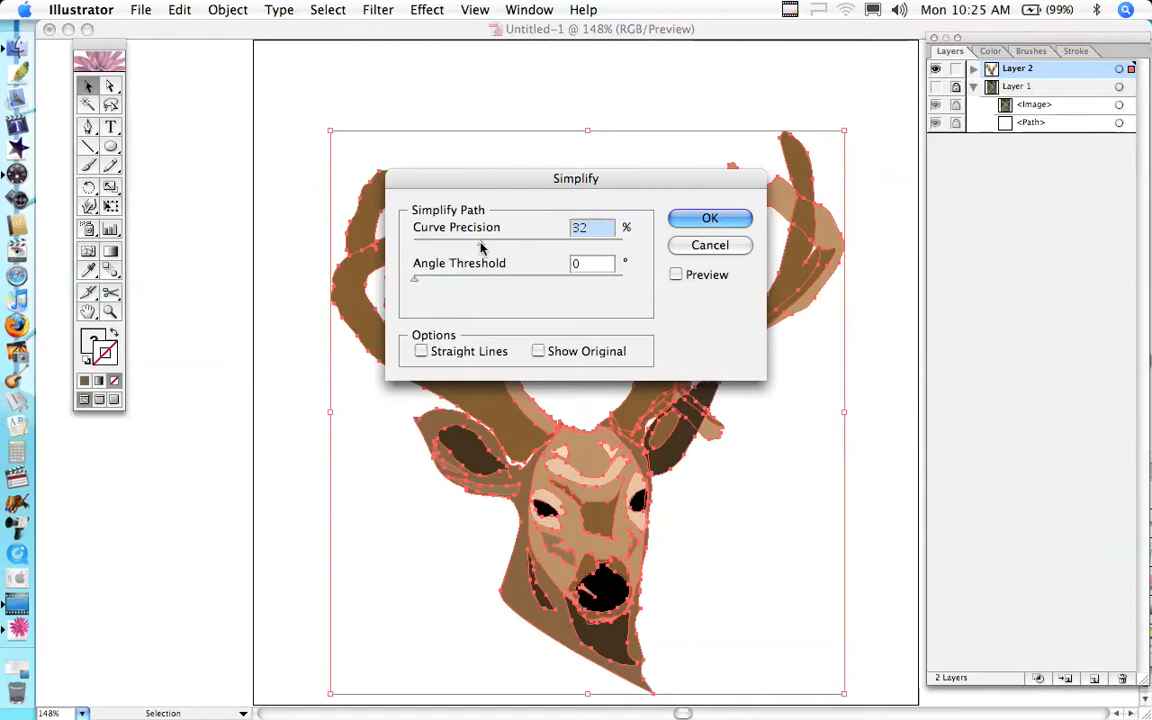 Illustrator File Edit Object Type Select Filter Effect View Window Help Mon 10:25 AM (99%)
Untitled-1 @ 148% (RGB/Preview)
Layers Color Brushes Stroke
Layer 2
Layer 1
<Image>
<Path>
Simplify
Simplify Path
Curve Precision 32 %
Angle Threshold 0 °
OK
Cancel
Preview
Options
Straight Lines Show Original
T
?
2 Layers
148% Selection